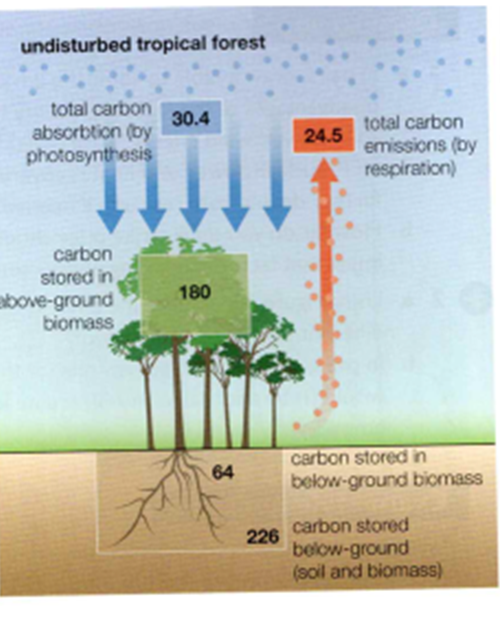 undisturbed tropical forest
total carbon
absorbtion (by
photosynthesis
30.4
24.5
total carbon
emissions (by
respiration)
carbon
stored in
above-ground
biomass
180
64
carbon stored in
below-ground biomass
226
carbon stored
below-ground
(soil and biomass)